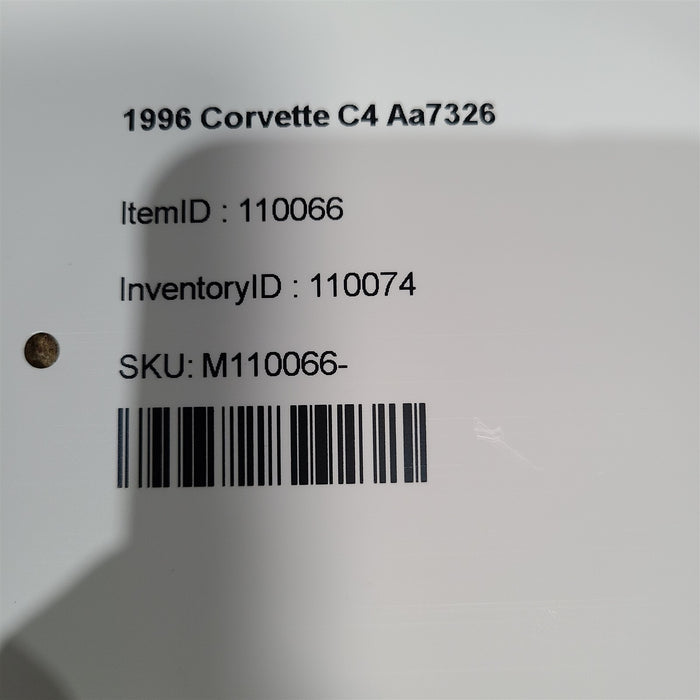 1996 Corvette C4 Aa7326
ItemID : 110066
InventoryID : 110074
SKU: M110066-